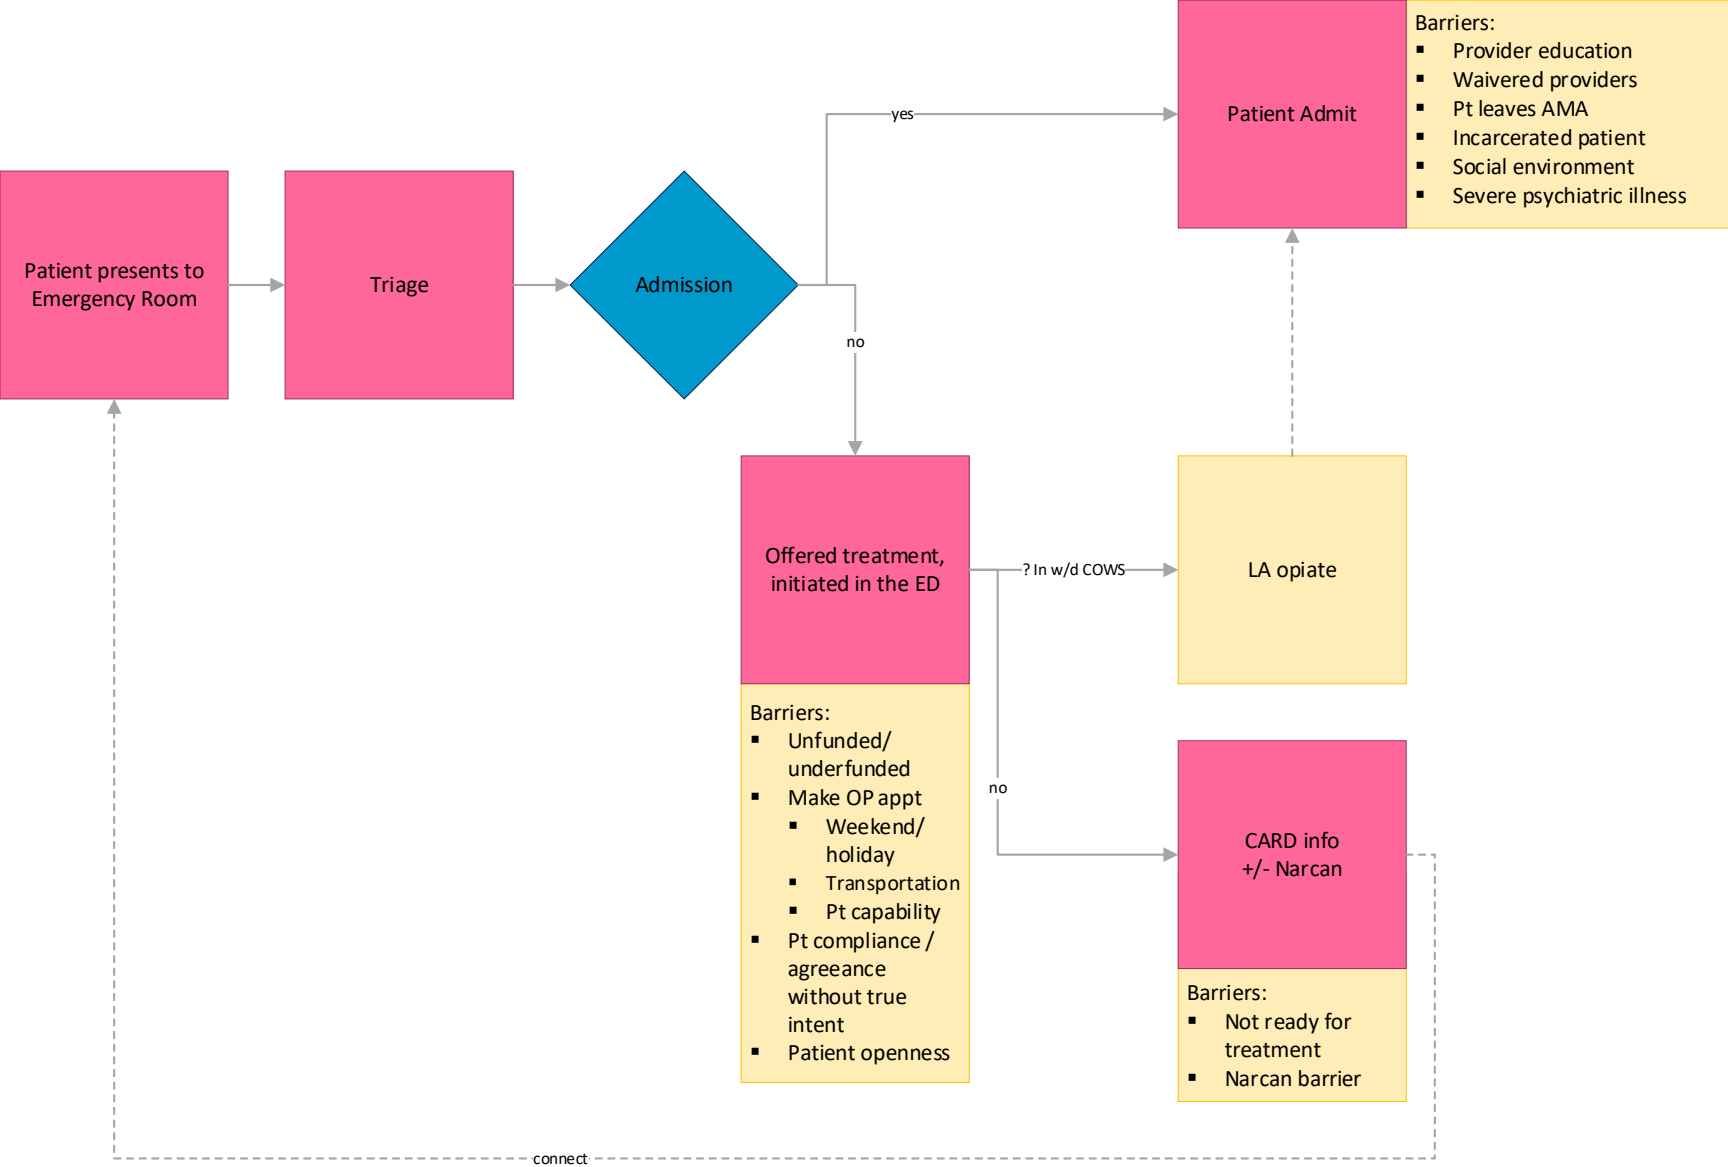 Barriers:
▪ Provider education
▪ Waivered providers
▪ Pt leaves AMA
▪ Incarcerated patient
▪ Social environment
▪ Severe psychiatric illness
Patient Admit
yes
Patient presents to
Emergency Room
Triage
Admission
no
Offered treatment,
initiated in the ED
? In w/d COWS
LA opiate
Barriers:
▪ Unfunded/
underfunded
▪ Make OP appt
▪ Weekend/
holiday
▪ Transportation
▪ Pt capability
▪ Pt compliance /
agreeance
without true
intent
▪ Patient openness
no
CARD info
+/- Narcan
Barriers:
▪ Not ready for
treatment
▪ Narcan barrier
connect